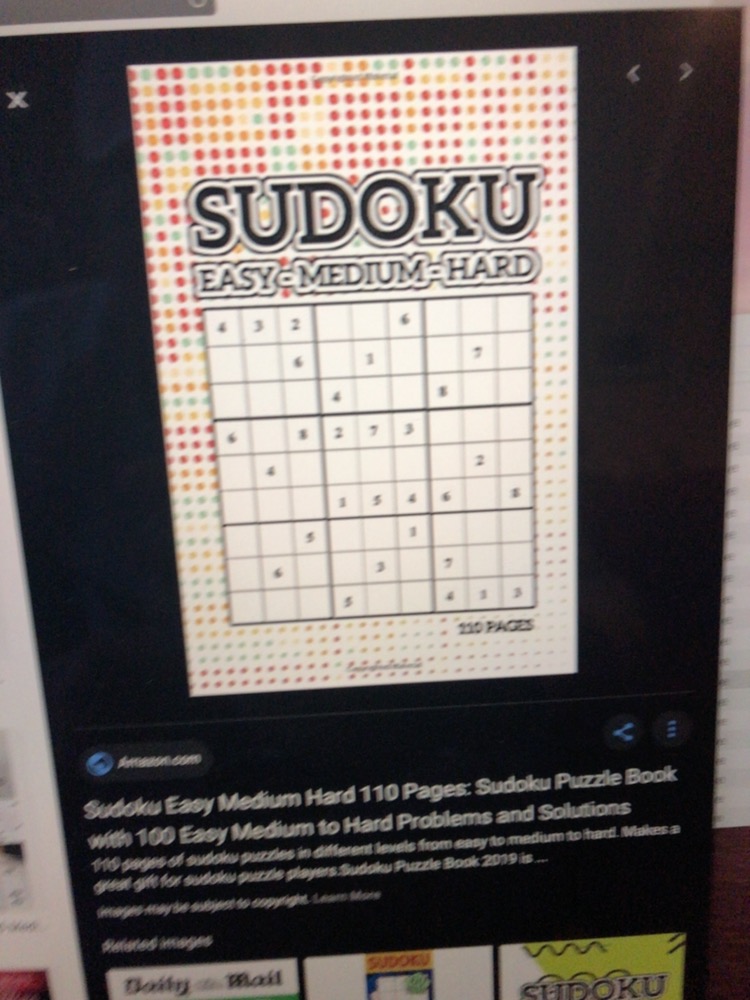 SUDOKU
EASY - MEDIUM - HARD
4 3 2 6
6 1 7
4 8
6 8 2 7 3
4 2
1 5 4 6 8
5 1
6 3 7
5 4 1 3
110 PAGES
Amazon.com
Sudoku Easy Medium Hard 110 Pages: Sudoku Puzzle Book
with 100 Easy Medium to Hard Problems and Solutions
110 pages of sudoku puzzles in different levels from easy to medium to hard. Makes a
great gift for sudoku puzzle players.Sudoku Puzzle Book 2019 is ...
Images may be subject to copyright. Learn More
Related images
Daily Mail
SUDOKU
SUDOKU